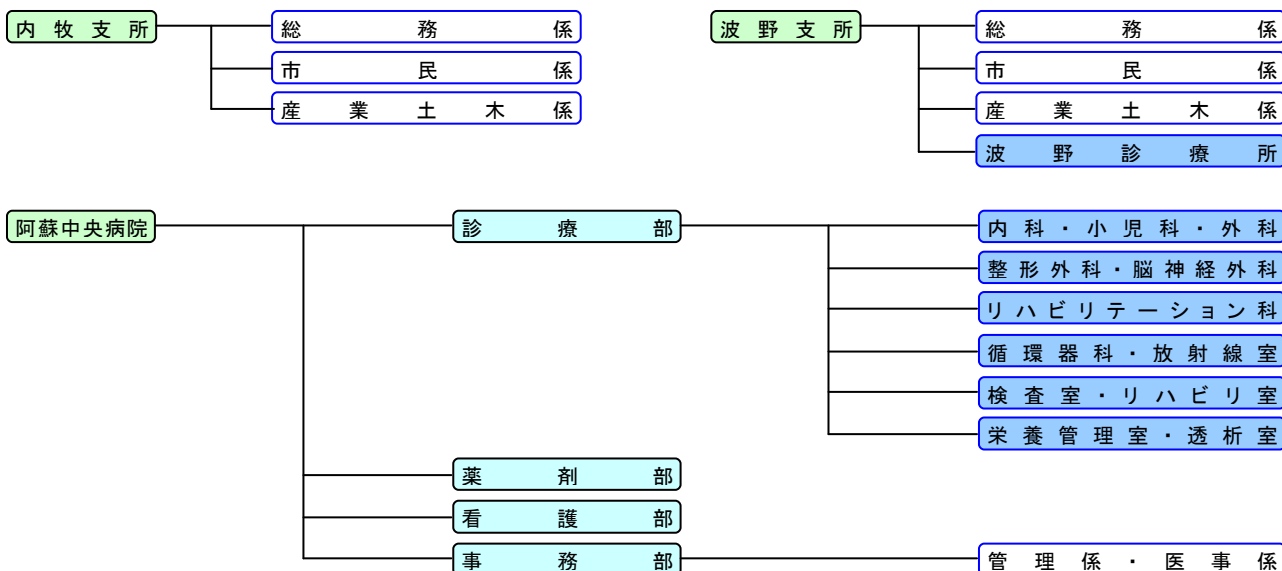 内牧支所
総務係
市民係
産業土木係
波野支所
総務係
市民係
産業土木係
波野診療所
阿蘇中央病院
診療部
内科・小児科・外科
整形外科・脳神経外科
リハビリテーション科
循環器科・放射線室
検査室・リハビリ室
栄養管理室・透析室
薬剤部
看護部
事務部
管理係・医事係